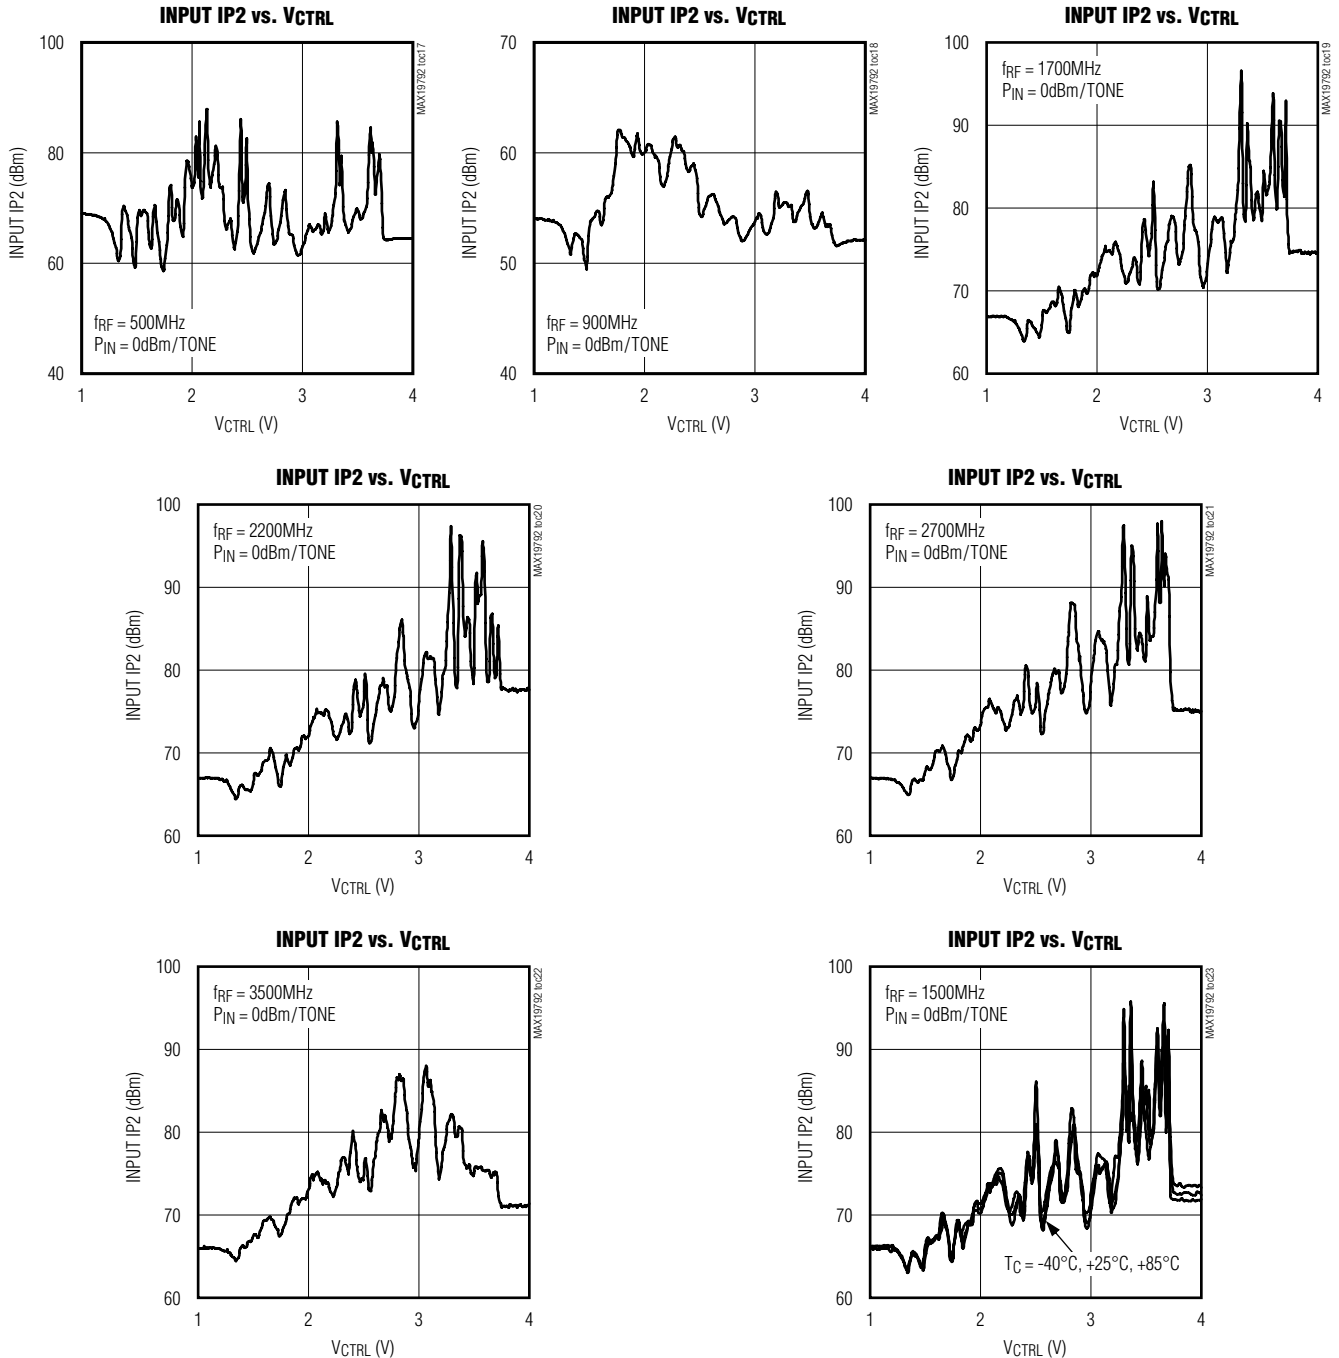 INPUT IP2 vs. VCTRL
100
80
60
40
INPUT IP2 (dBm)
fRF = 500MHz
PIN = 0dBm/TONE
1 2 3 4
VCTRL (V)
MAX19792 toc17
INPUT IP2 vs. VCTRL
70
60
50
40
INPUT IP2 (dBm)
fRF = 900MHz
PIN = 0dBm/TONE
1 2 3 4
VCTRL (V)
MAX19792 toc18
INPUT IP2 vs. VCTRL
100
90
80
70
60
INPUT IP2 (dBm)
fRF = 1700MHz
PIN = 0dBm/TONE
1 2 3 4
VCTRL (V)
MAX19792 toc19
INPUT IP2 vs. VCTRL
100
90
80
70
60
INPUT IP2 (dBm)
fRF = 2200MHz
PIN = 0dBm/TONE
1 2 3 4
VCTRL (V)
MAX19792 toc20
INPUT IP2 vs. VCTRL
100
90
80
70
60
INPUT IP2 (dBm)
fRF = 2700MHz
PIN = 0dBm/TONE
1 2 3 4
VCTRL (V)
MAX19792 toc21
INPUT IP2 vs. VCTRL
100
90
80
70
60
INPUT IP2 (dBm)
fRF = 3500MHz
PIN = 0dBm/TONE
1 2 3 4
VCTRL (V)
MAX19792 toc22
INPUT IP2 vs. VCTRL
100
90
80
70
60
INPUT IP2 (dBm)
fRF = 1500MHz
PIN = 0dBm/TONE
TC = -40°C, +25°C, +85°C
1 2 3 4
VCTRL (V)
MAX19792 toc23